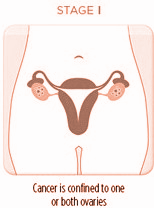 STAGE I
Cancer is confined to one
or both ovaries